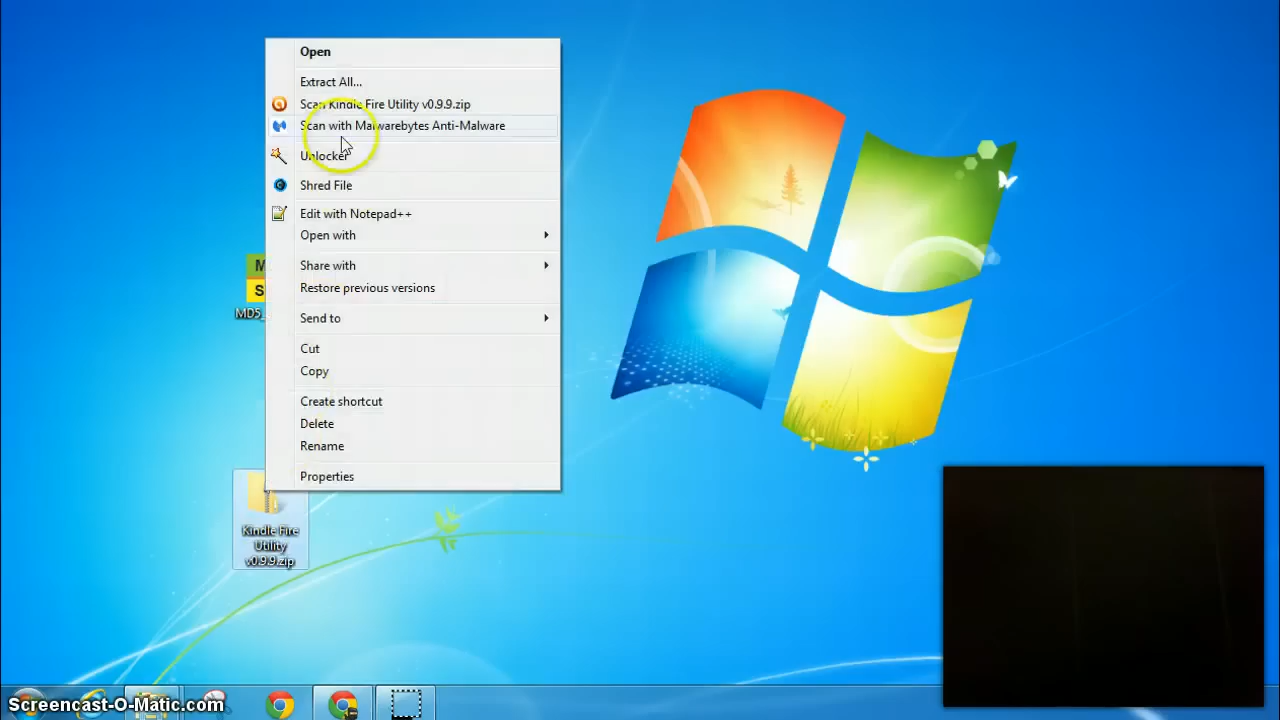 Open
Extract All...
Scan Kindle Fire Utility v0.9.9.zip
Scan with Malwarebytes Anti-Malware
Unlocker
Shred File
Edit with Notepad++
Open with
Share with
Restore previous versions
Send to
Cut
Copy
Create shortcut
Delete
Rename
Properties
M
S
MD5_
Kindle Fire
Utility
v0.9.9.zip
Screencast-O-Matic.com